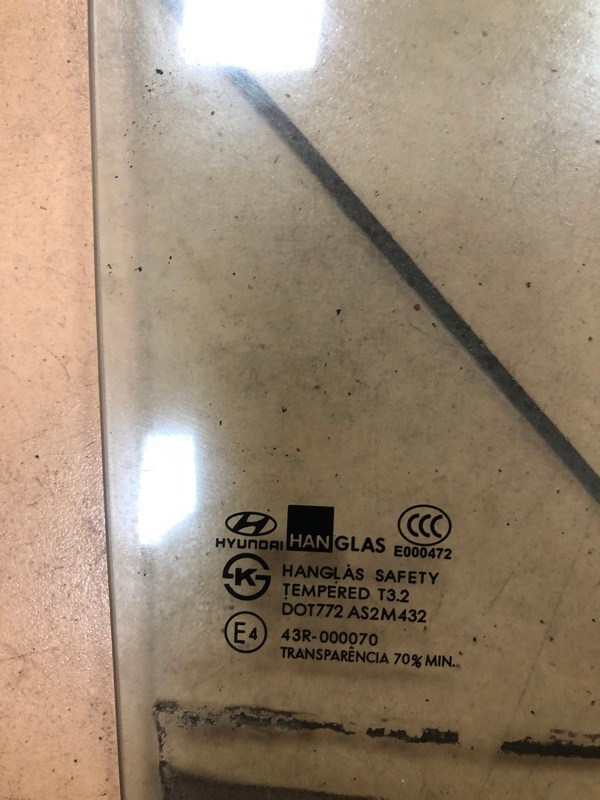 CCC
HYUNDAI HANGLAS E000472
K HANGLAS SAFETY
TEMPERED T3.2
DOT772 AS2M432
E4 43R-000070
TRANSPARÊNCIA 70% MIN.